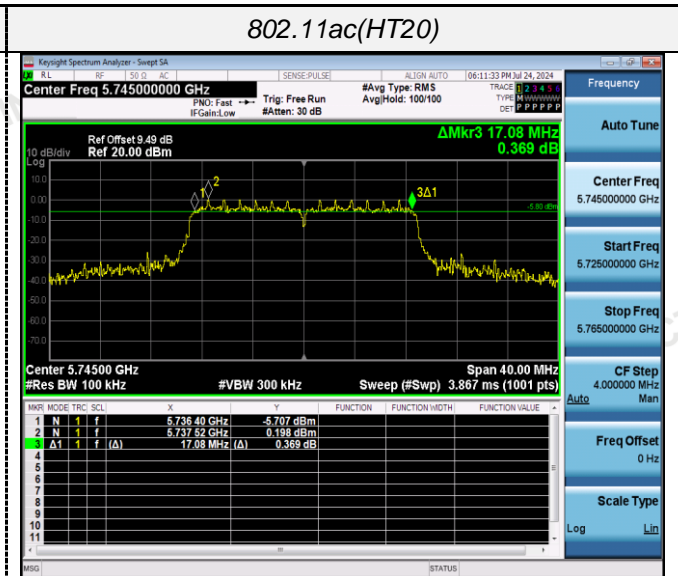 802.11ac(HT20)
Keysight Spectrum Analyzer - Swept SA
RL RF 50 Ω AC SENSE:PULSE ALIGN AUTO 06:11:33 PM Jul 24, 2024
Center Freq 5.745000000 GHz #Avg Type: RMS TRACE 1 2 3 4 5 6
PNO: Fast Trig: Free Run Avg|Hold: 100/100 TYPE M WWWWW
IFGain:Low #Atten: 30 dB DET P P P P P P
Frequency
Auto Tune
ΔMkr3 17.08 MHz
Ref Offset 9.49 dB
10 dB/div Ref 20.00 dBm 0.369 dB
Log
10.0
0.00
-10.0
-20.0
-30.0
-40.0
-50.0
-60.0
-70.0
1 2 3Δ1
-5.80 dBm
Center 5.74500 GHz Span 40.00 MHz
#Res BW 100 kHz #VBW 300 kHz Sweep (#Swp) 3.867 ms (1001 pts)
MKR MODE TRC SCL X Y FUNCTION FUNCTION WIDTH FUNCTION VALUE
1 N 1 f 5.736 40 GHz -5.707 dBm
2 N 1 f 5.737 52 GHz 0.198 dBm
3 Δ1 1 f (Δ) 17.08 MHz (Δ) 0.369 dB
4
5
6
7
8
9
10
11
Center Freq
5.745000000 GHz
Start Freq
5.725000000 GHz
Stop Freq
5.765000000 GHz
CF Step
4.000000 MHz
Auto Man
Freq Offset
0 Hz
Scale Type
Log Lin
MSG STATUS